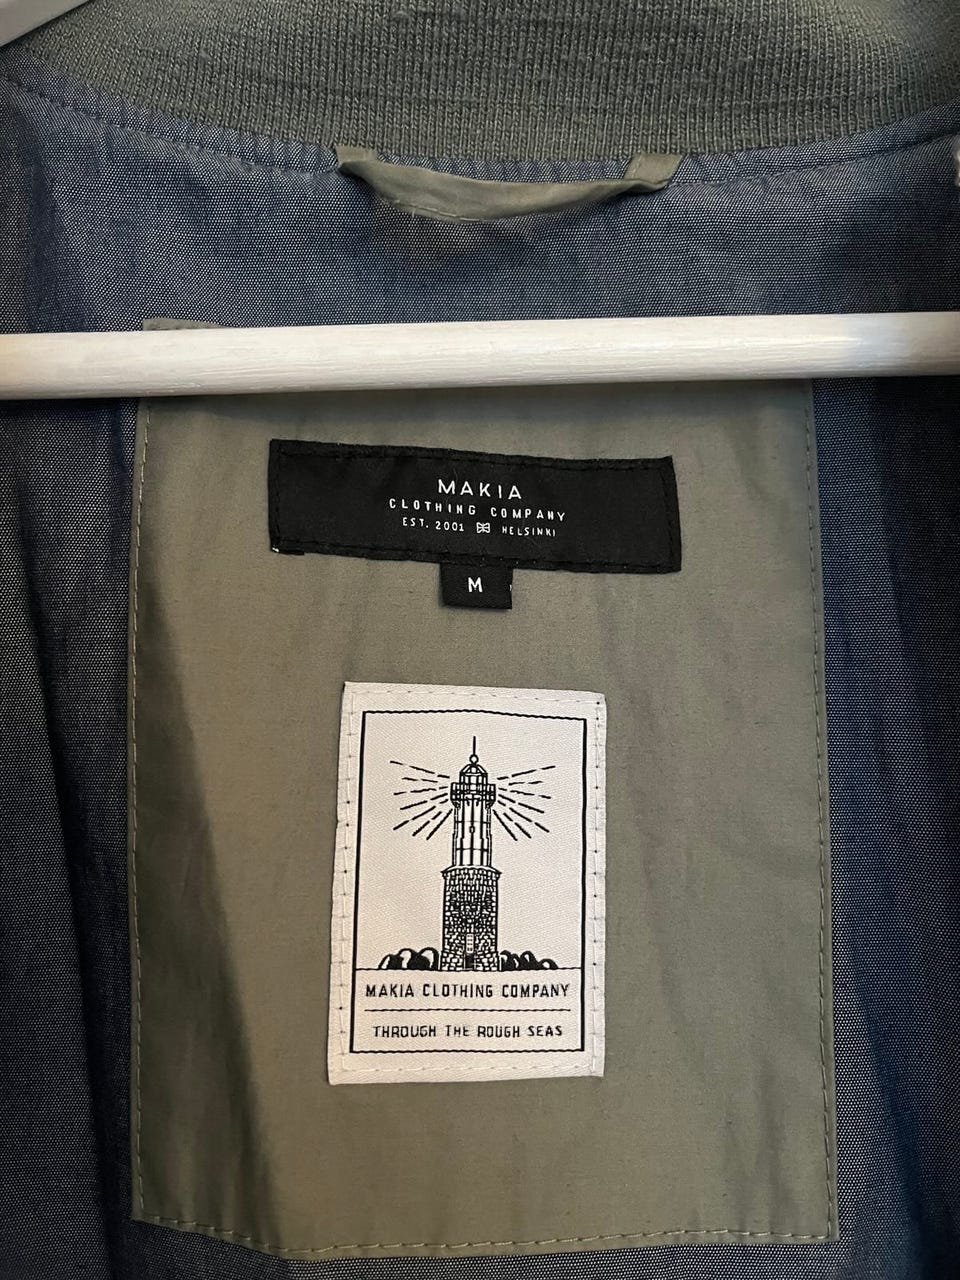 MAKIA
CLOTHING COMPANY
EST. 2001 HELSINKI
M
MAKIA CLOTHING COMPANY
THROUGH THE ROUGH SEAS